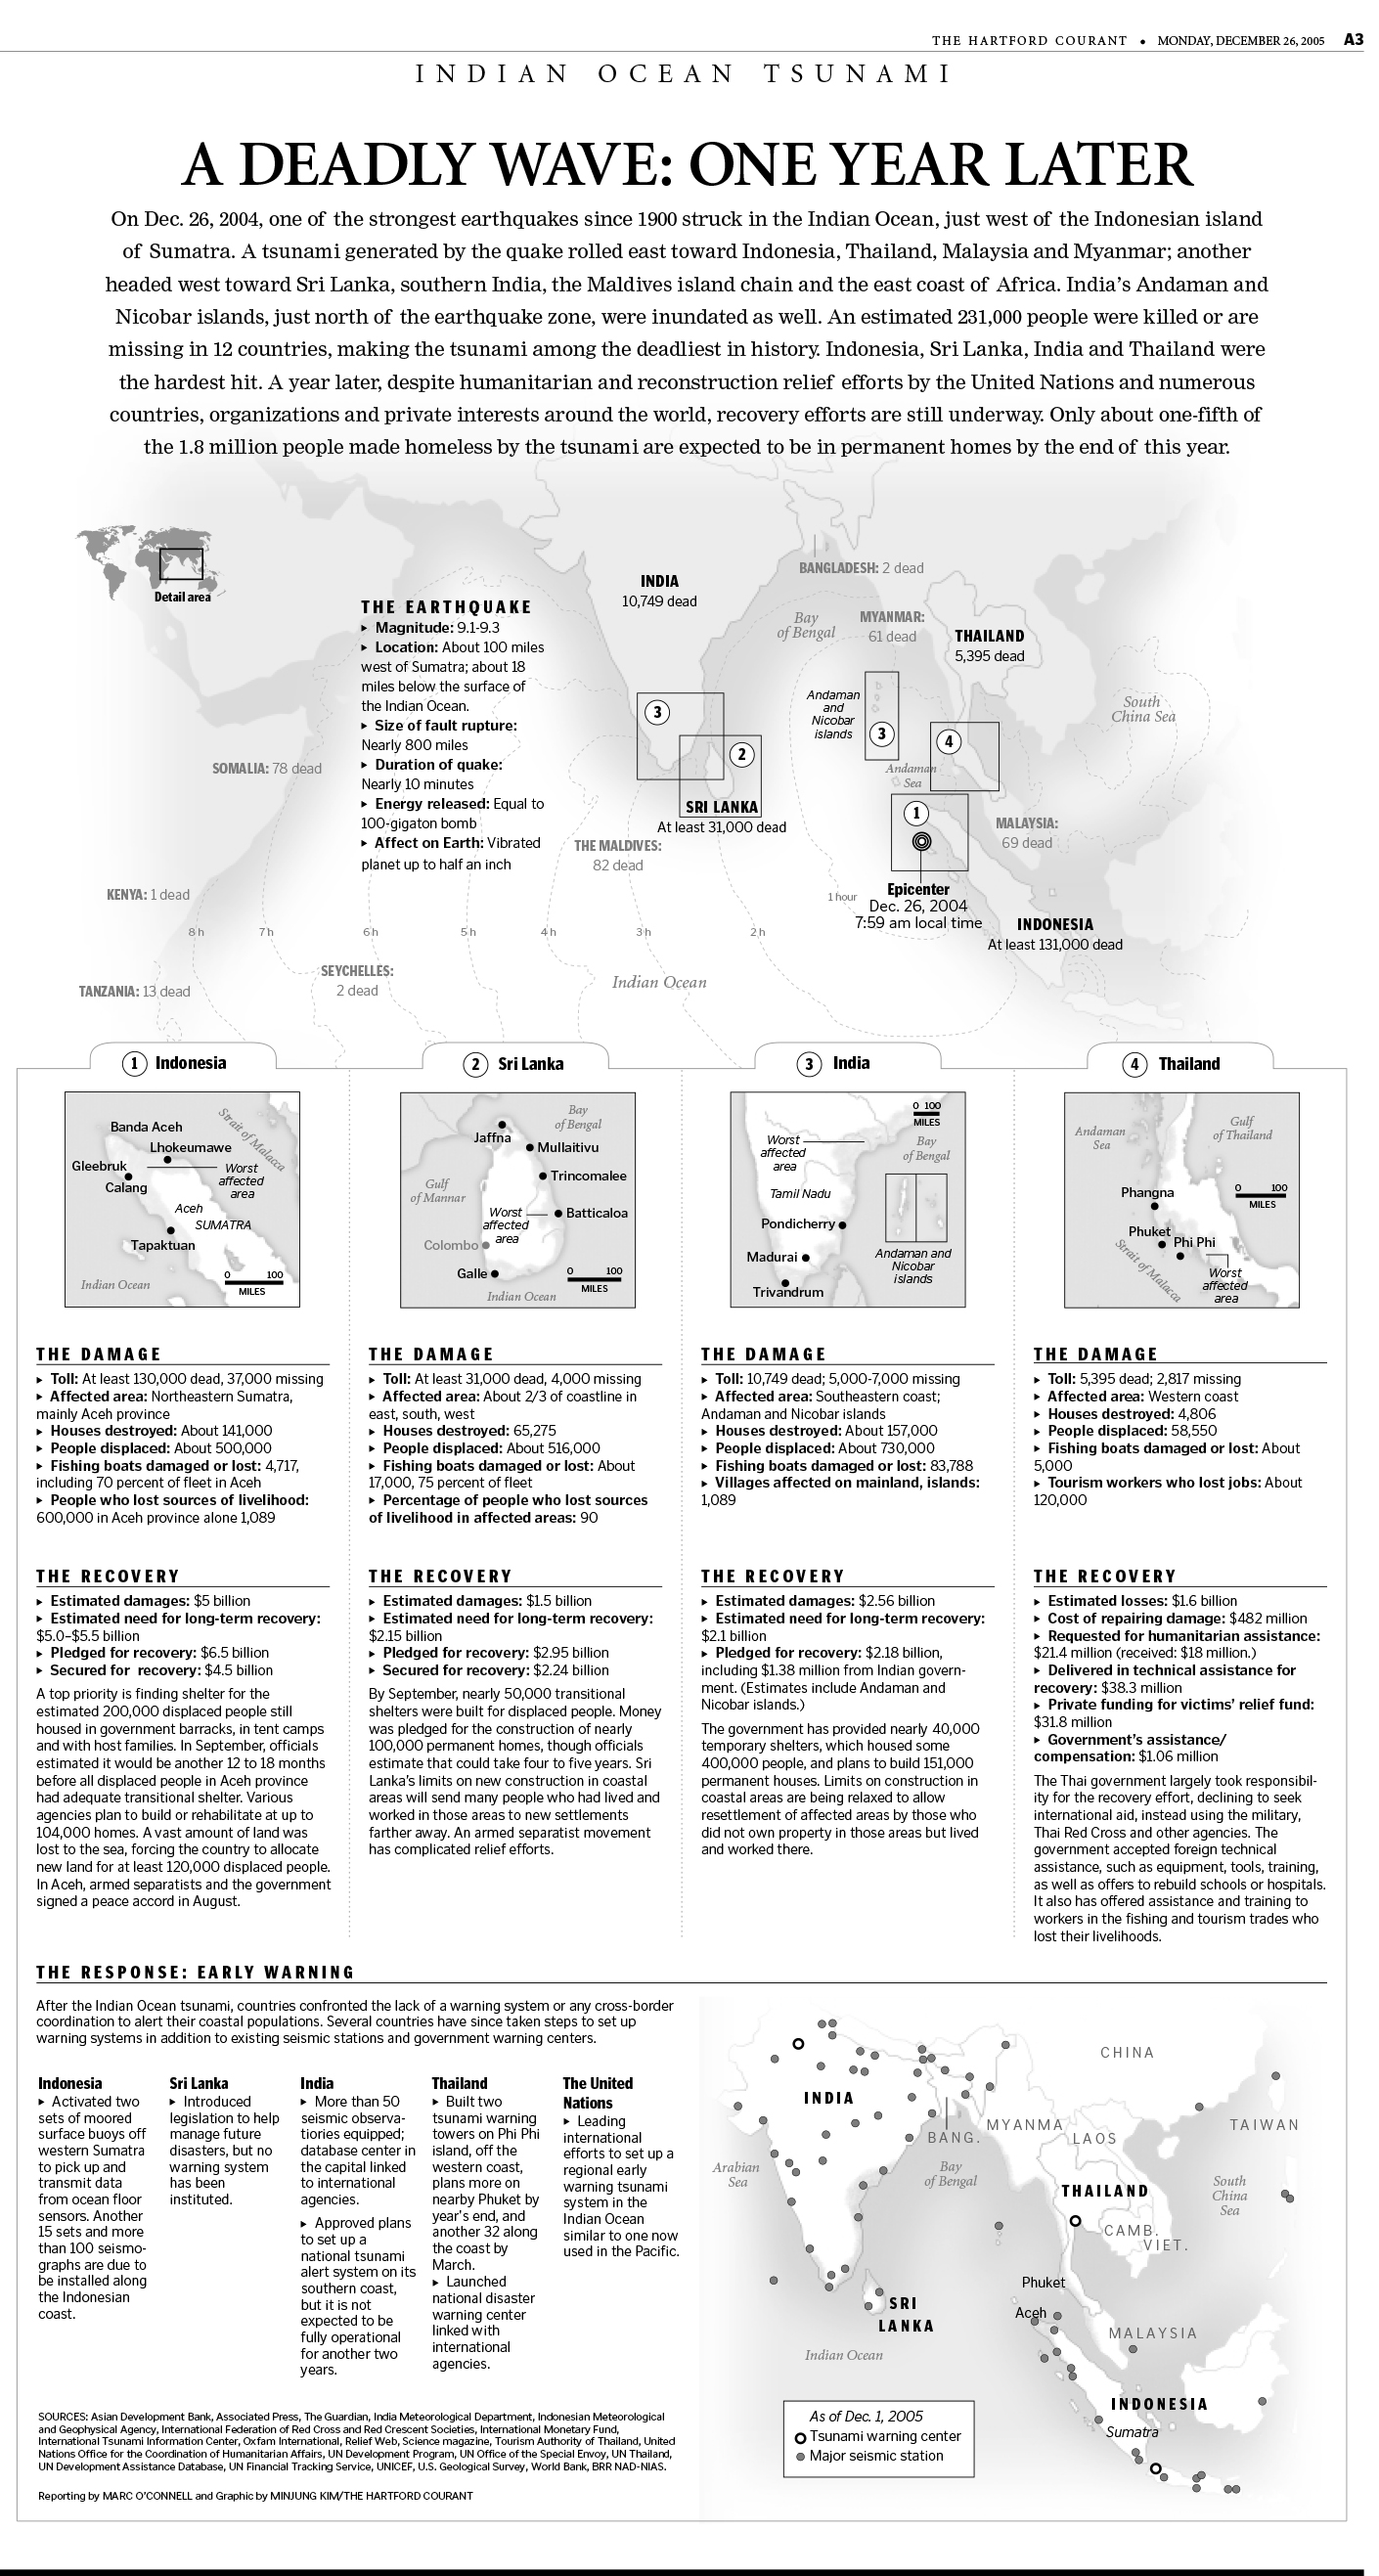 THE HARTFORD COURANT • MONDAY, DECEMBER 26, 2005 A3
INDIAN OCEAN TSUNAMI
A DEADLY WAVE: ONE YEAR LATER
On Dec. 26, 2004, one of the strongest earthquakes since 1900 struck in the Indian Ocean, just west of the Indonesian island
of Sumatra. A tsunami generated by the quake rolled east toward Indonesia, Thailand, Malaysia and Myanmar; another
headed west toward Sri Lanka, southern India, the Maldives island chain and the east coast of Africa. India's Andaman and
Nicobar islands, just north of the earthquake zone, were inundated as well. An estimated 231,000 people were killed or are
missing in 12 countries, making the tsunami among the deadliest in history. Indonesia, Sri Lanka, India and Thailand were
the hardest hit. A year later, despite humanitarian and reconstruction relief efforts by the United Nations and numerous
countries, organizations and private interests around the world, recovery efforts are still underway. Only about one-fifth of
the 1.8 million people made homeless by the tsunami are expected to be in permanent homes by the end of this year.
Detail area
THE EARTHQUAKE
▸ Magnitude: 9.1-9.3
▸ Location: About 100 miles
west of Sumatra; about 18
miles below the surface of
the Indian Ocean.
▸ Size of fault rupture:
Nearly 800 miles
▸ Duration of quake:
Nearly 10 minutes
▸ Energy released: Equal to
100-gigaton bomb
▸ Affect on Earth: Vibrated
planet up to half an inch
INDIA
10,749 dead
BANGLADESH: 2 dead
Bay
of Bengal
MYANMAR:
61 dead
THAILAND
5,395 dead
Andaman
and
Nicobar
islands
South
China Sea
3
3
4
2
Andaman
Sea
SOMALIA: 78 dead
SRI LANKA
At least 31,000 dead
1
MALAYSIA:
69 dead
THE MALDIVES:
82 dead
KENYA: 1 dead
1 hour
Epicenter
Dec. 26, 2004
7:59 am local time
INDONESIA
At least 131,000 dead
8 h 7 h 6 h 5 h 4 h 3 h 2 h
SEYCHELLES:
2 dead
Indian Ocean
TANZANIA: 13 dead
1 Indonesia
Banda Aceh
Strait of Malacca
Lhokeumawe
Gleebruk
Worst
affected
area
Calang
Aceh
SUMATRA
Tapaktuan
Indian Ocean
0 100
MILES
THE DAMAGE
▸ Toll: At least 130,000 dead, 37,000 missing
▸ Affected area: Northeastern Sumatra,
mainly Aceh province
▸ Houses destroyed: About 141,000
▸ People displaced: About 500,000
▸ Fishing boats damaged or lost: 4,717,
including 70 percent of fleet in Aceh
▸ People who lost sources of livelihood:
600,000 in Aceh province alone 1,089
THE RECOVERY
▸ Estimated damages: $5 billion
▸ Estimated need for long-term recovery:
$5.0–$5.5 billion
▸ Pledged for recovery: $6.5 billion
▸ Secured for recovery: $4.5 billion
A top priority is finding shelter for the
estimated 200,000 displaced people still
housed in government barracks, in tent camps
and with host families. In September, officials
estimated it would be another 12 to 18 months
before all displaced people in Aceh province
had adequate transitional shelter. Various
agencies plan to build or rehabilitate at up to
104,000 homes. A vast amount of land was
lost to the sea, forcing the country to allocate
new land for at least 120,000 displaced people.
In Aceh, armed separatists and the government
signed a peace accord in August.
2 Sri Lanka
Bay
of Bengal
Jaffna
Mullaitivu
Trincomalee
Gulf
of Mannar
Worst
affected
area
Batticaloa
Colombo
Galle
0 100
MILES
Indian Ocean
THE DAMAGE
▸ Toll: At least 31,000 dead, 4,000 missing
▸ Affected area: About 2/3 of coastline in
east, south, west
▸ Houses destroyed: 65,275
▸ People displaced: About 516,000
▸ Fishing boats damaged or lost: About
17,000, 75 percent of fleet
▸ Percentage of people who lost sources
of livelihood in affected areas: 90
THE RECOVERY
▸ Estimated damages: $1.5 billion
▸ Estimated need for long-term recovery:
$2.15 billion
▸ Pledged for recovery: $2.95 billion
▸ Secured for recovery: $2.24 billion
By September, nearly 50,000 transitional
shelters were built for displaced people. Money
was pledged for the construction of nearly
100,000 permanent homes, though officials
estimate that could take four to five years. Sri
Lanka's limits on new construction in coastal
areas will send many people who had lived and
worked in those areas to new settlements
farther away. An armed separatist movement
has complicated relief efforts.
3 India
0 100
MILES
Worst
affected
area
Bay
of Bengal
Tamil Nadu
Pondicherry
Madurai
Andaman and
Nicobar
islands
Trivandrum
THE DAMAGE
▸ Toll: 10,749 dead; 5,000-7,000 missing
▸ Affected area: Southeastern coast;
Andaman and Nicobar islands
▸ Houses destroyed: About 157,000
▸ People displaced: About 730,000
▸ Fishing boats damaged or lost: 83,788
▸ Villages affected on mainland, islands:
1,089
THE RECOVERY
▸ Estimated damages: $2.56 billion
▸ Estimated need for long-term recovery:
$2.1 billion
▸ Pledged for recovery: $2.18 billion,
including $1.38 million from Indian govern-
ment. (Estimates include Andaman and
Nicobar islands.)
The government has provided nearly 40,000
temporary shelters, which housed some
400,000 people, and plans to build 151,000
permanent houses. Limits on construction in
coastal areas are being relaxed to allow
resettlement of affected areas by those who
did not own property in those areas but lived
and worked there.
4 Thailand
Andaman
Sea
Gulf
of Thailand
Phangna
0 100
MILES
Phuket
Phi Phi
Strait of Malacca
Worst
affected
area
THE DAMAGE
▸ Toll: 5,395 dead; 2,817 missing
▸ Affected area: Western coast
▸ Houses destroyed: 4,806
▸ People displaced: 58,550
▸ Fishing boats damaged or lost: About
5,000
▸ Tourism workers who lost jobs: About
120,000
THE RECOVERY
▸ Estimated losses: $1.6 billion
▸ Cost of repairing damage: $482 million
▸ Requested for humanitarian assistance:
$21.4 million (received: $18 million.)
▸ Delivered in technical assistance for
recovery: $38.3 million
▸ Private funding for victims' relief fund:
$31.8 million
▸ Government's assistance/
compensation: $1.06 million
The Thai government largely took responsibil-
ity for the recovery effort, declining to seek
international aid, instead using the military,
Thai Red Cross and other agencies. The
government accepted foreign technical
assistance, such as equipment, tools, training,
as well as offers to rebuild schools or hospitals.
It also has offered assistance and training to
workers in the fishing and tourism trades who
lost their livelihoods.
THE RESPONSE: EARLY WARNING
After the Indian Ocean tsunami, countries confronted the lack of a warning system or any cross-border
coordination to alert their coastal populations. Several countries have since taken steps to set up
warning systems in addition to existing seismic stations and government warning centers.
Indonesia
▸ Activated two
sets of moored
surface buoys off
western Sumatra
to pick up and
transmit data
from ocean floor
sensors. Another
15 sets and more
than 100 seismo-
graphs are due to
be installed along
the Indonesian
coast.
Sri Lanka
▸ Introduced
legislation to help
manage future
disasters, but no
warning system
has been
instituted.
India
▸ More than 50
seismic observa-
tiories equipped;
database center in
the capital linked
to international
agencies.
▸ Approved plans
to set up a
national tsunami
alert system on its
southern coast,
but it is not
expected to be
fully operational
for another two
years.
Thailand
▸ Built two
tsunami warning
towers on Phi Phi
island, off the
western coast,
plans more on
nearby Phuket by
year's end, and
another 32 along
the coast by
March.
▸ Launched
national disaster
warning center
linked with
international
agencies.
The United
Nations
▸ Leading
international
efforts to set up a
regional early
warning tsunami
system in the
Indian Ocean
similar to one now
used in the Pacific.
CHINA
INDIA
MYANMA
BANG.
LAOS
TAIWAN
Arabian
Sea
Bay
of Bengal
THAILAND
South
China
Sea
CAMB.
VIET.
Phuket
SRI
LANKA
Aceh
MALAYSIA
Indian Ocean
INDONESIA
Sumatra
As of Dec. 1, 2005
Tsunami warning center
Major seismic station
SOURCES: Asian Development Bank, Associated Press, The Guardian, India Meteorological Department, Indonesian Meteorological
and Geophysical Agency, International Federation of Red Cross and Red Crescent Societies, International Monetary Fund,
International Tsunami Information Center, Oxfam International, Relief Web, Science magazine, Tourism Authority of Thailand, United
Nations Office for the Coordination of Humanitarian Affairs, UN Development Program, UN Office of the Special Envoy, UN Thailand,
UN Development Assistance Database, UN Financial Tracking Service, UNICEF, U.S. Geological Survey, World Bank, BRR NAD-NIAS.
Reporting by MARC O'CONNELL and Graphic by MINJUNG KIM/THE HARTFORD COURANT